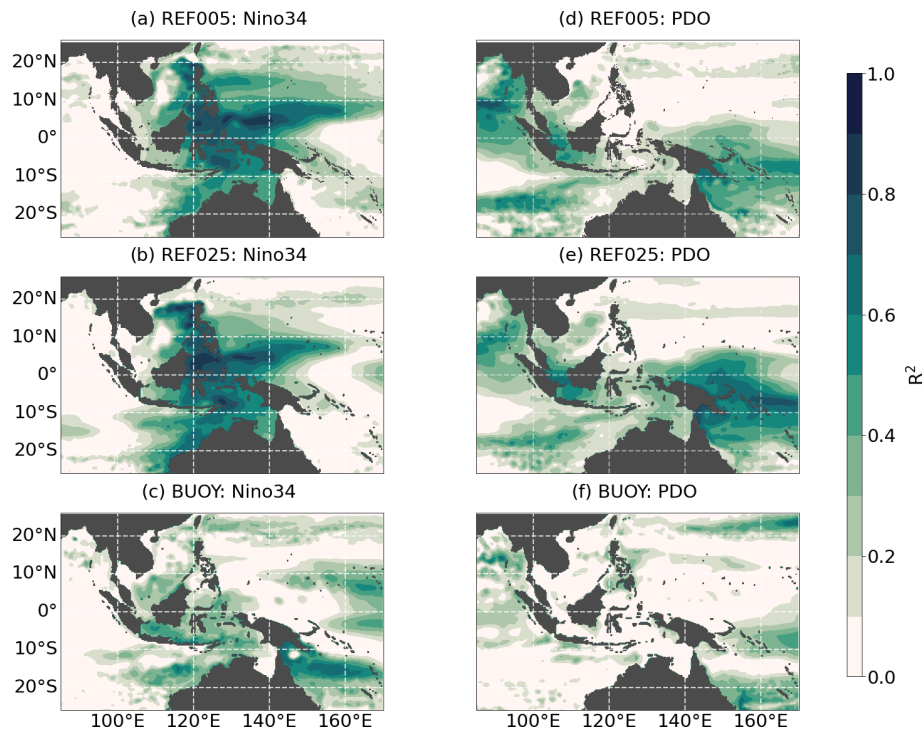 (a) REF005: Nino34
(d) REF005: PDO
20°N
10°N
0°
10°S
20°S
(b) REF025: Nino34
(e) REF025: PDO
20°N
10°N
0°
10°S
20°S
(c) BUOY: Nino34
(f) BUOY: PDO
20°N
10°N
0°
10°S
20°S
100°E 120°E 140°E 160°E
100°E 120°E 140°E 160°E
1.0
0.8
0.6
0.4
0.2
0.0
R²